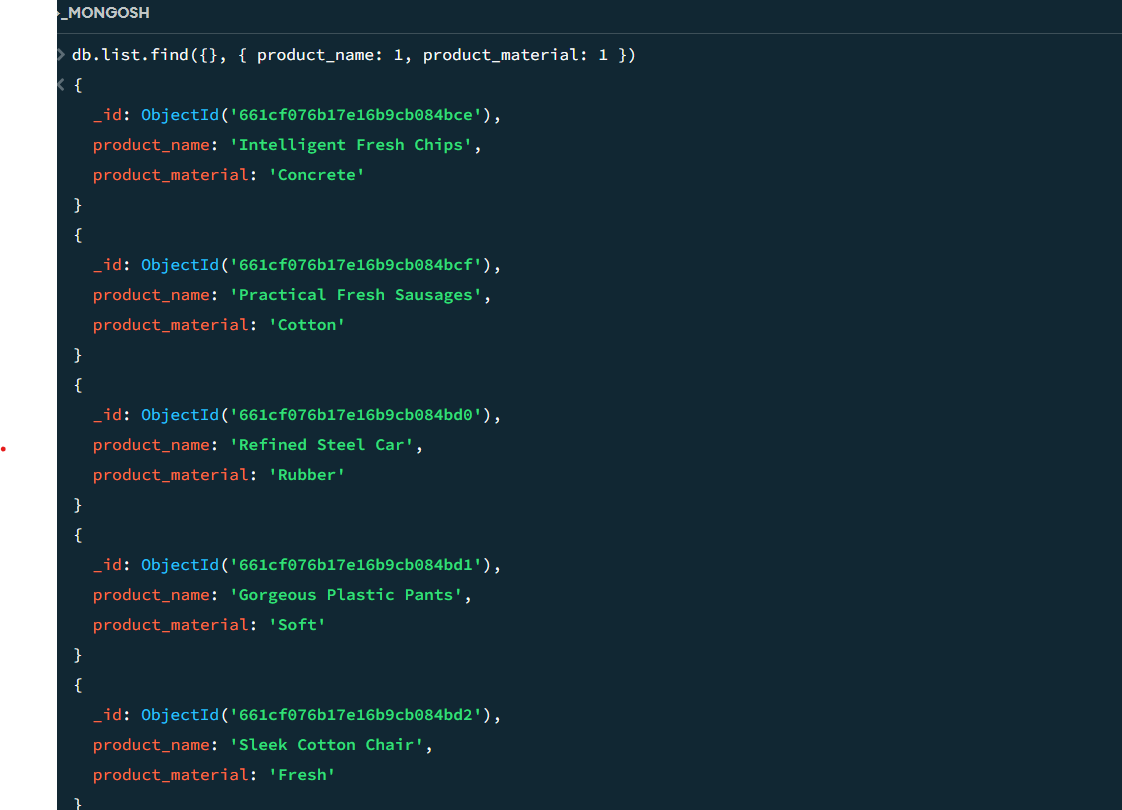 >_MONGOSH
> db.list.find({}, { product_name: 1, product_material: 1 })
< {
_id: ObjectId('661cf076b17e16b9cb084bce'),
product_name: 'Intelligent Fresh Chips',
product_material: 'Concrete'
}
{
_id: ObjectId('661cf076b17e16b9cb084bcf'),
product_name: 'Practical Fresh Sausages',
product_material: 'Cotton'
}
{
_id: ObjectId('661cf076b17e16b9cb084bd0'),
product_name: 'Refined Steel Car',
product_material: 'Rubber'
}
{
_id: ObjectId('661cf076b17e16b9cb084bd1'),
product_name: 'Gorgeous Plastic Pants',
product_material: 'Soft'
}
{
_id: ObjectId('661cf076b17e16b9cb084bd2'),
product_name: 'Sleek Cotton Chair',
product_material: 'Fresh'
}